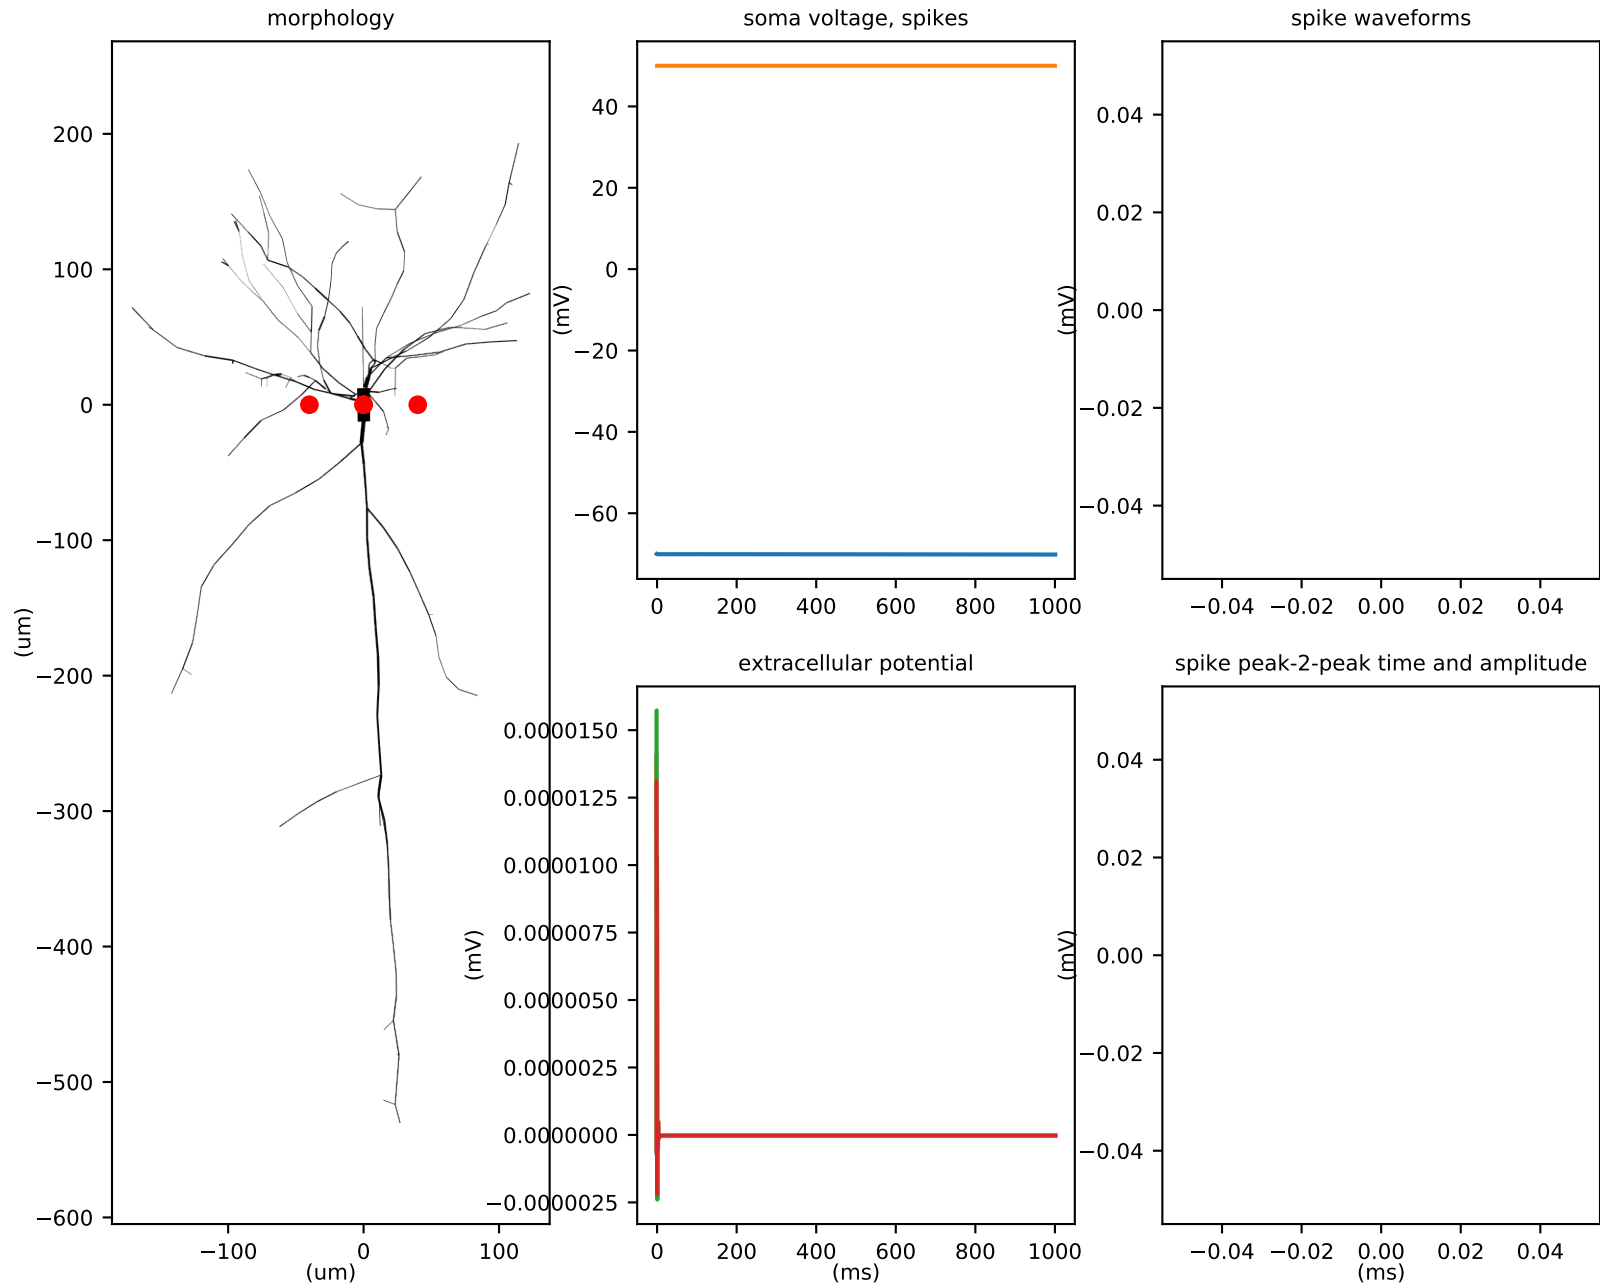 morphology
200
100
0
−100
−200
−300
−400
−500
−600
(um)
−100 0 100
(um)
soma voltage, spikes
40
20
0
−20
−40
−60
(mV)
0 200 400 600 800 1000
spike waveforms
0.04
0.02
0.00
−0.02
−0.04
(mV)
−0.04 −0.02 0.00 0.02 0.04
extracellular potential
0.0000150
0.0000125
0.0000100
0.0000075
0.0000050
0.0000025
0.0000000
−0.0000025
(mV)
0 200 400 600 800 1000
(ms)
spike peak-2-peak time and amplitude
0.04
0.02
0.00
−0.02
−0.04
(mV)
−0.04 −0.02 0.00 0.02 0.04
(ms)